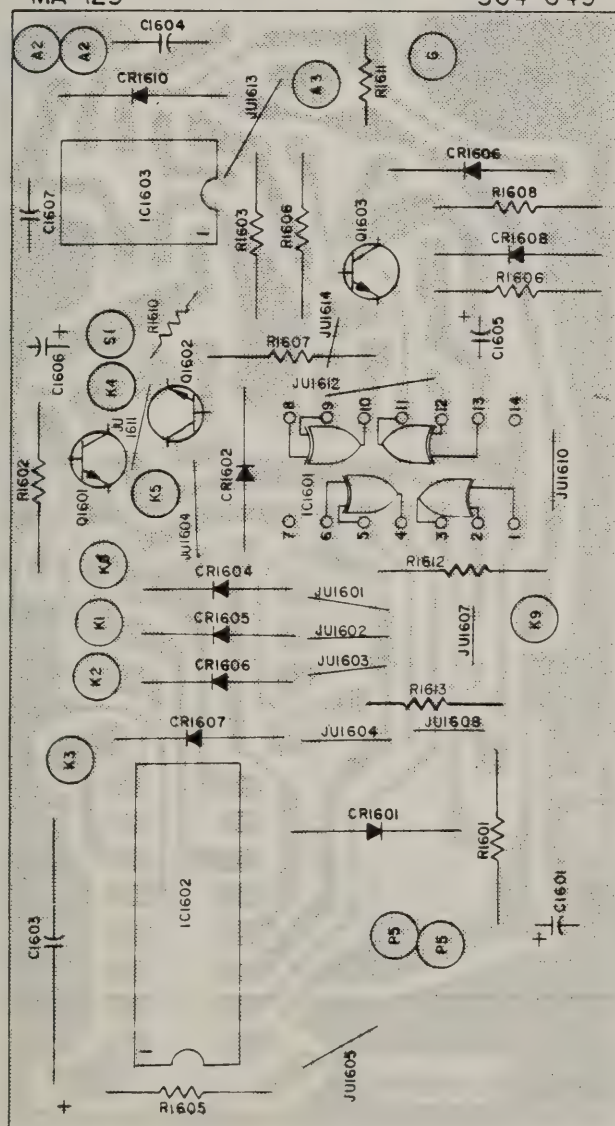 MA-125
A2
A2
C1604
CR1610
JU1613
A3
R1611
G
C1607
IC1603
1
R1603
R1606
Q1603
CR1606
R1608
CR1608
R1606
+
C1605
+
C1606
S1
K4
R1610
Q1602
R1607
JU1614
JU1612
R1602
Q1601
JU
1611
K5
JU1604
CR1602
IC1601
8
9
10
11
12
13
14
7
6
5
4
3
2
1
JU1610
KØ
CR1604
JU1601
R1612
K1
CR1605
JU1602
JU1607
K9
K2
CR1606
JU1603
R1613
K3
CR1607
JU1604
JU1608
CR1601
R1601
C1603
IC1602
P5
P5
+
C1601
1
+
R1605
JU1605